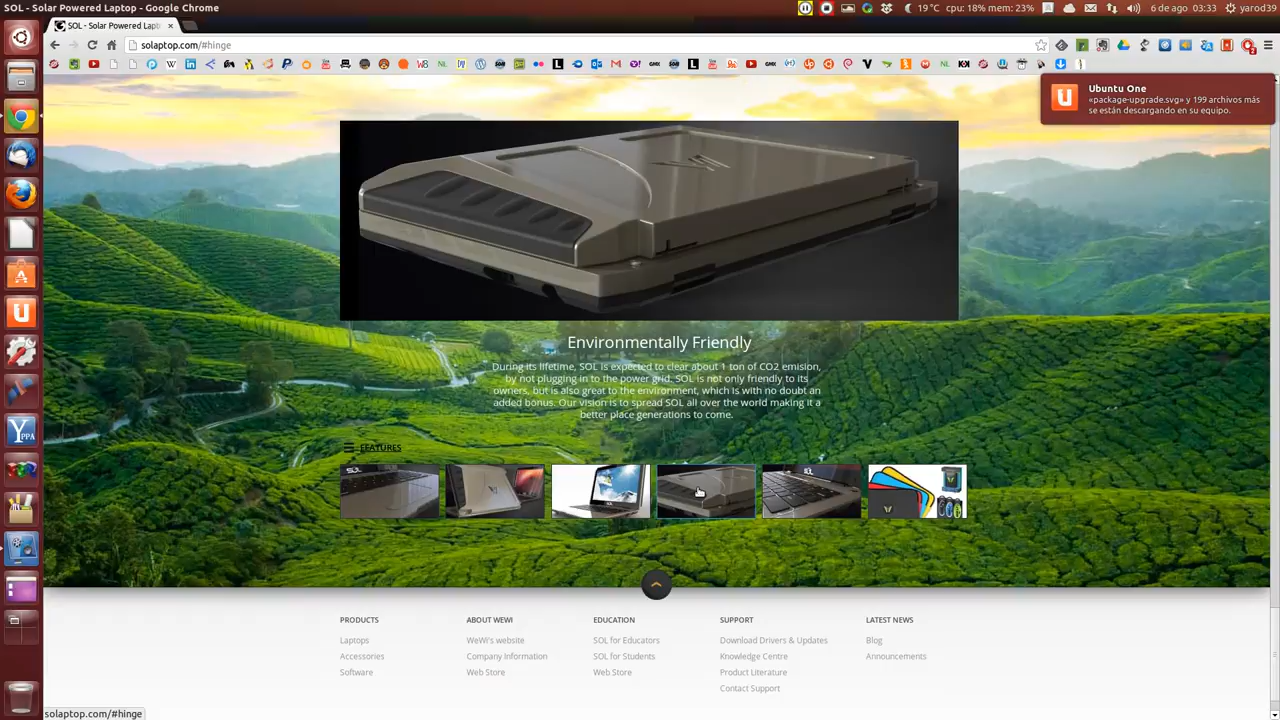 SOL - Solar Powered Laptop - Google Chrome
19 °C cpu: 18% mem: 23%
6 de ago 03:33
yarod39
SOL - Solar Powered Lapt
solaptop.com/#hinge
Ubuntu One
«package-upgrade.svg» y 199 archivos más
se están descargando en su equipo.
Environmentally Friendly
During its lifetime, SOL is expected to clear about 1 ton of CO2 emision,
by not plugging in to the power grid. SOL is not only friendly to its
owners, but is also great to the environment, which is with no doubt an
added bonus. Our vision is to spread SOL all over the world making it a
better place generations to come.
FEATURES
PRODUCTS
Laptops
Accessories
Software
ABOUT WEWI
WeWi's website
Company Information
Web Store
EDUCATION
SOL for Educators
SOL for Students
Web Store
SUPPORT
Download Drivers & Updates
Knowledge Centre
Product Literature
Contact Support
LATEST NEWS
Blog
Announcements
solaptop.com/#hinge